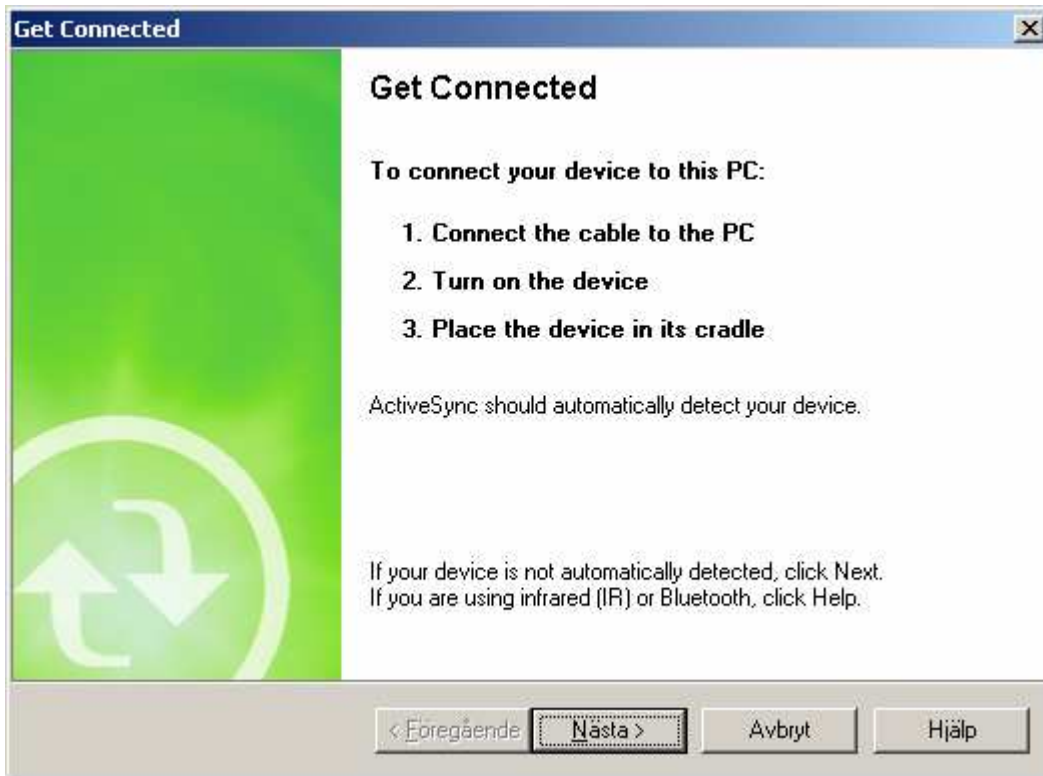 Get Connected
Get Connected
To connect your device to this PC:
1. Connect the cable to the PC
2. Turn on the device
3. Place the device in its cradle
ActiveSync should automatically detect your device.
If your device is not automatically detected, click Next.
If you are using infrared (IR) or Bluetooth, click Help.
< Föregående Nästa > Avbryt Hjälp